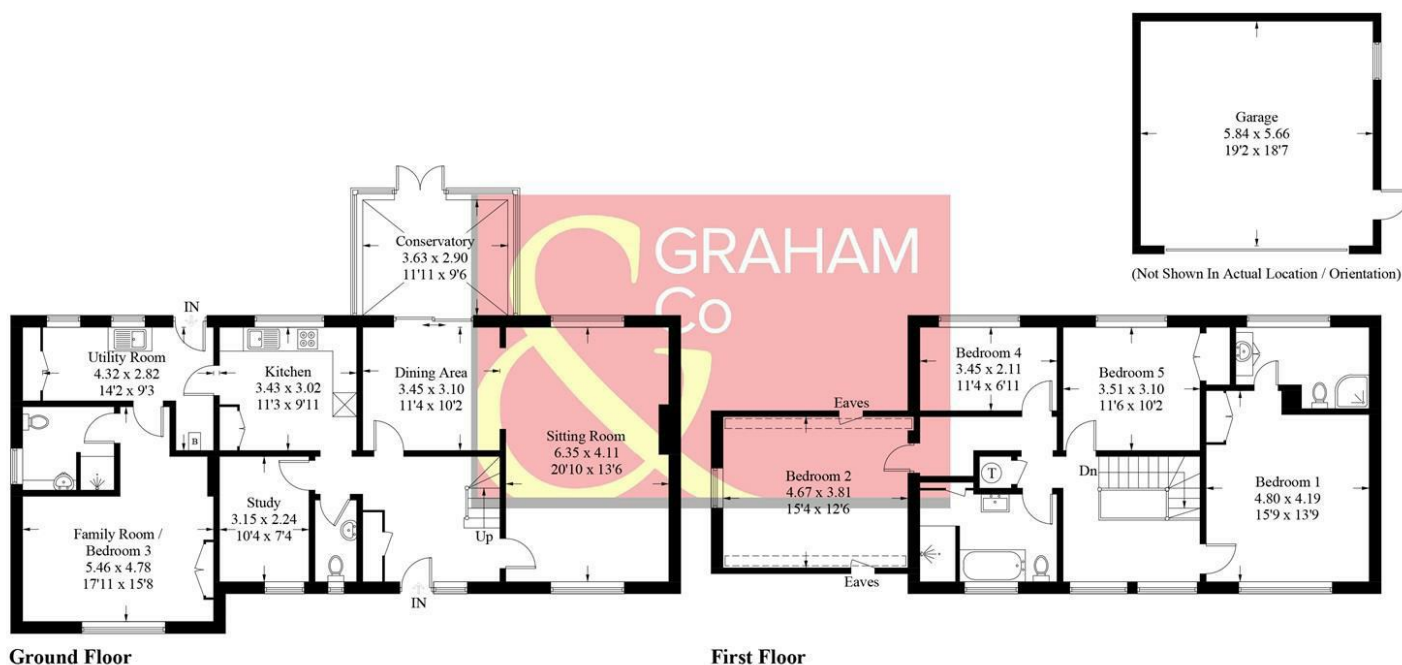 Garage
5.84 x 5.66
19'2 x 18'7
(Not Shown In Actual Location / Orientation)
GRAHAM
&
Co
Conservatory
3.63 x 2.90
11'11 x 9'6
IN
Utility Room
4.32 x 2.82
14'2 x 9'3
Kitchen
3.43 x 3.02
11'3 x 9'11
Dining Area
3.45 x 3.10
11'4 x 10'2
Sitting Room
6.35 x 4.11
20'10 x 13'6
B
Study
3.15 x 2.24
10'4 x 7'4
Family Room /
Bedroom 3
5.46 x 4.78
17'11 x 15'8
Up
IN
Ground Floor
Bedroom 4
3.45 x 2.11
11'4 x 6'11
Bedroom 5
3.51 x 3.10
11'6 x 10'2
Eaves
Bedroom 2
4.67 x 3.81
15'4 x 12'6
T
Dn
Bedroom 1
4.80 x 4.19
15'9 x 13'9
Eaves
First Floor